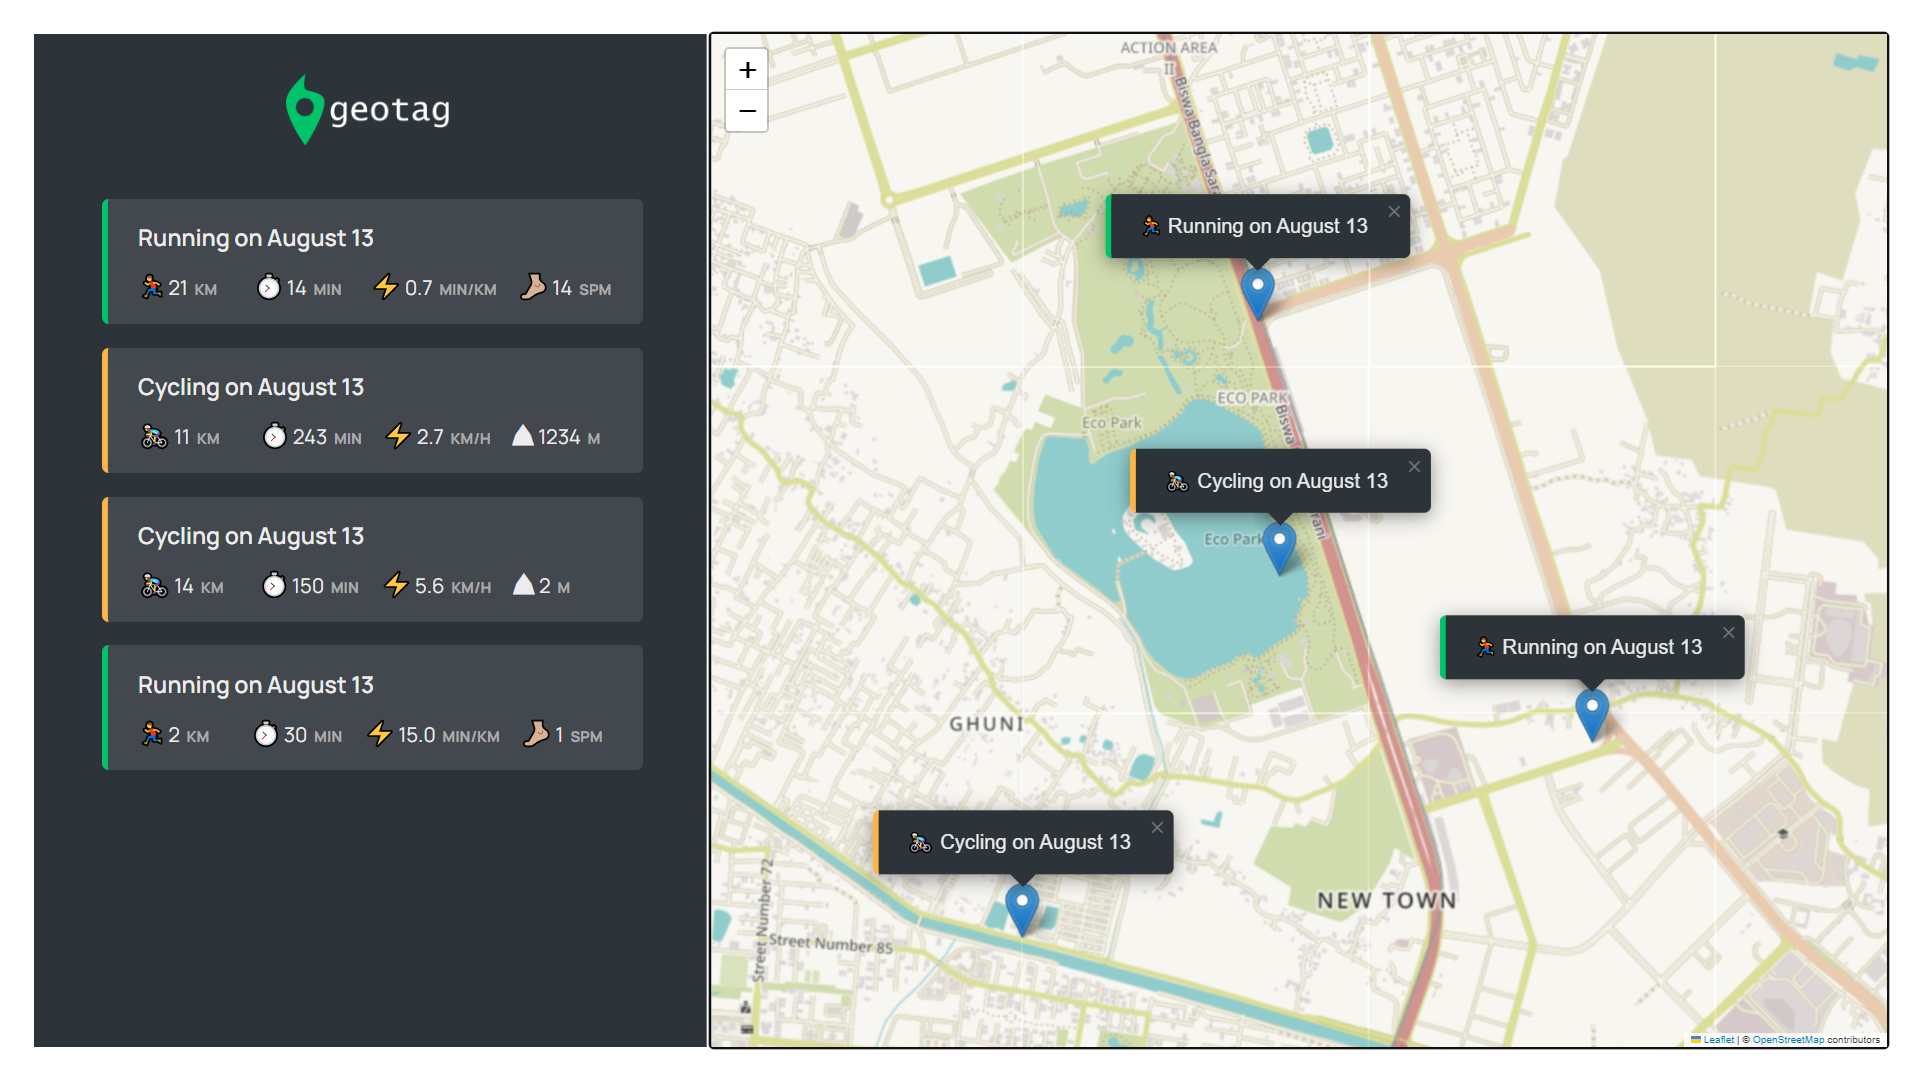 geotag
Running on August 13
21 KM 14 MIN 0.7 MIN/KM 14 SPM
Cycling on August 13
11 KM 243 MIN 2.7 KM/H 1234 M
Cycling on August 13
14 KM 150 MIN 5.6 KM/H 2 M
Running on August 13
2 KM 30 MIN 15.0 MIN/KM 1 SPM
+
−
ACTION AREA
II
Biswa Bangla Sara
Running on August 13
×
ECO PARK
Eco Park
Biswa
Cycling on August 13
×
rani
Eco Park
Running on August 13
×
GHUNI
Cycling on August 13
×
NEW TOWN
Street Number 72
Street Number 85
Leaflet | © OpenStreetMap contributors